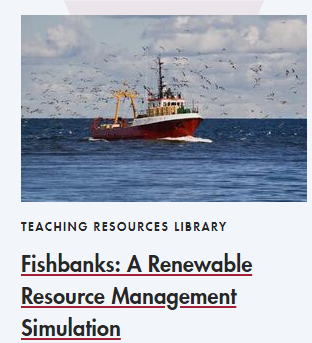 TEACHING RESOURCES LIBRARY
Fishbanks: A Renewable
Resource Management
Simulation